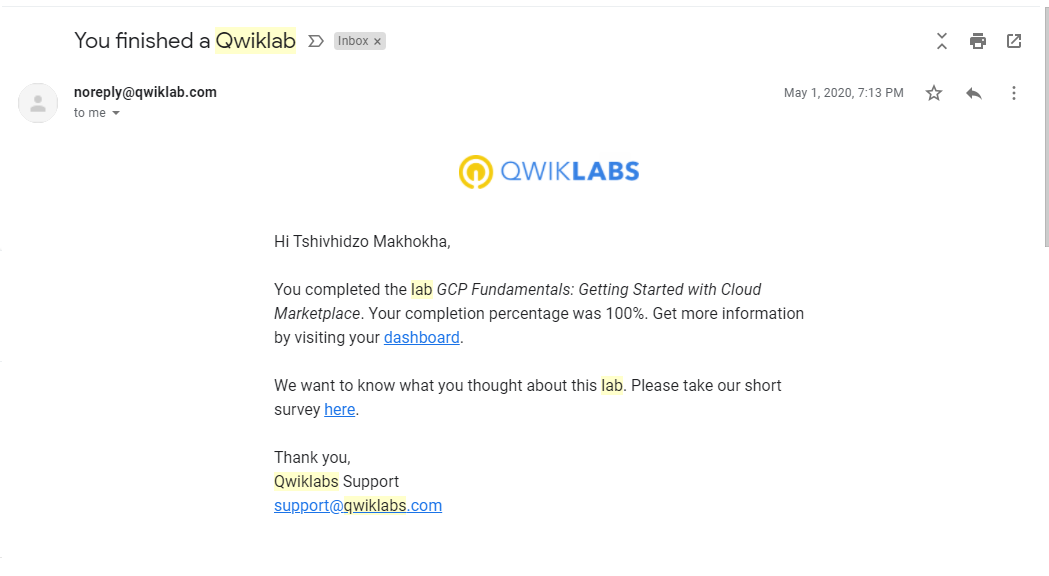 You finished a Qwiklab Inbox ×
noreply@qwiklab.com May 1, 2020, 7:13 PM
to me
QWIKLABS
Hi Tshivhidzo Makhokha,
You completed the lab GCP Fundamentals: Getting Started with Cloud
Marketplace. Your completion percentage was 100%. Get more information
by visiting your dashboard.
We want to know what you thought about this lab. Please take our short
survey here.
Thank you,
Qwiklabs Support
support@qwiklabs.com